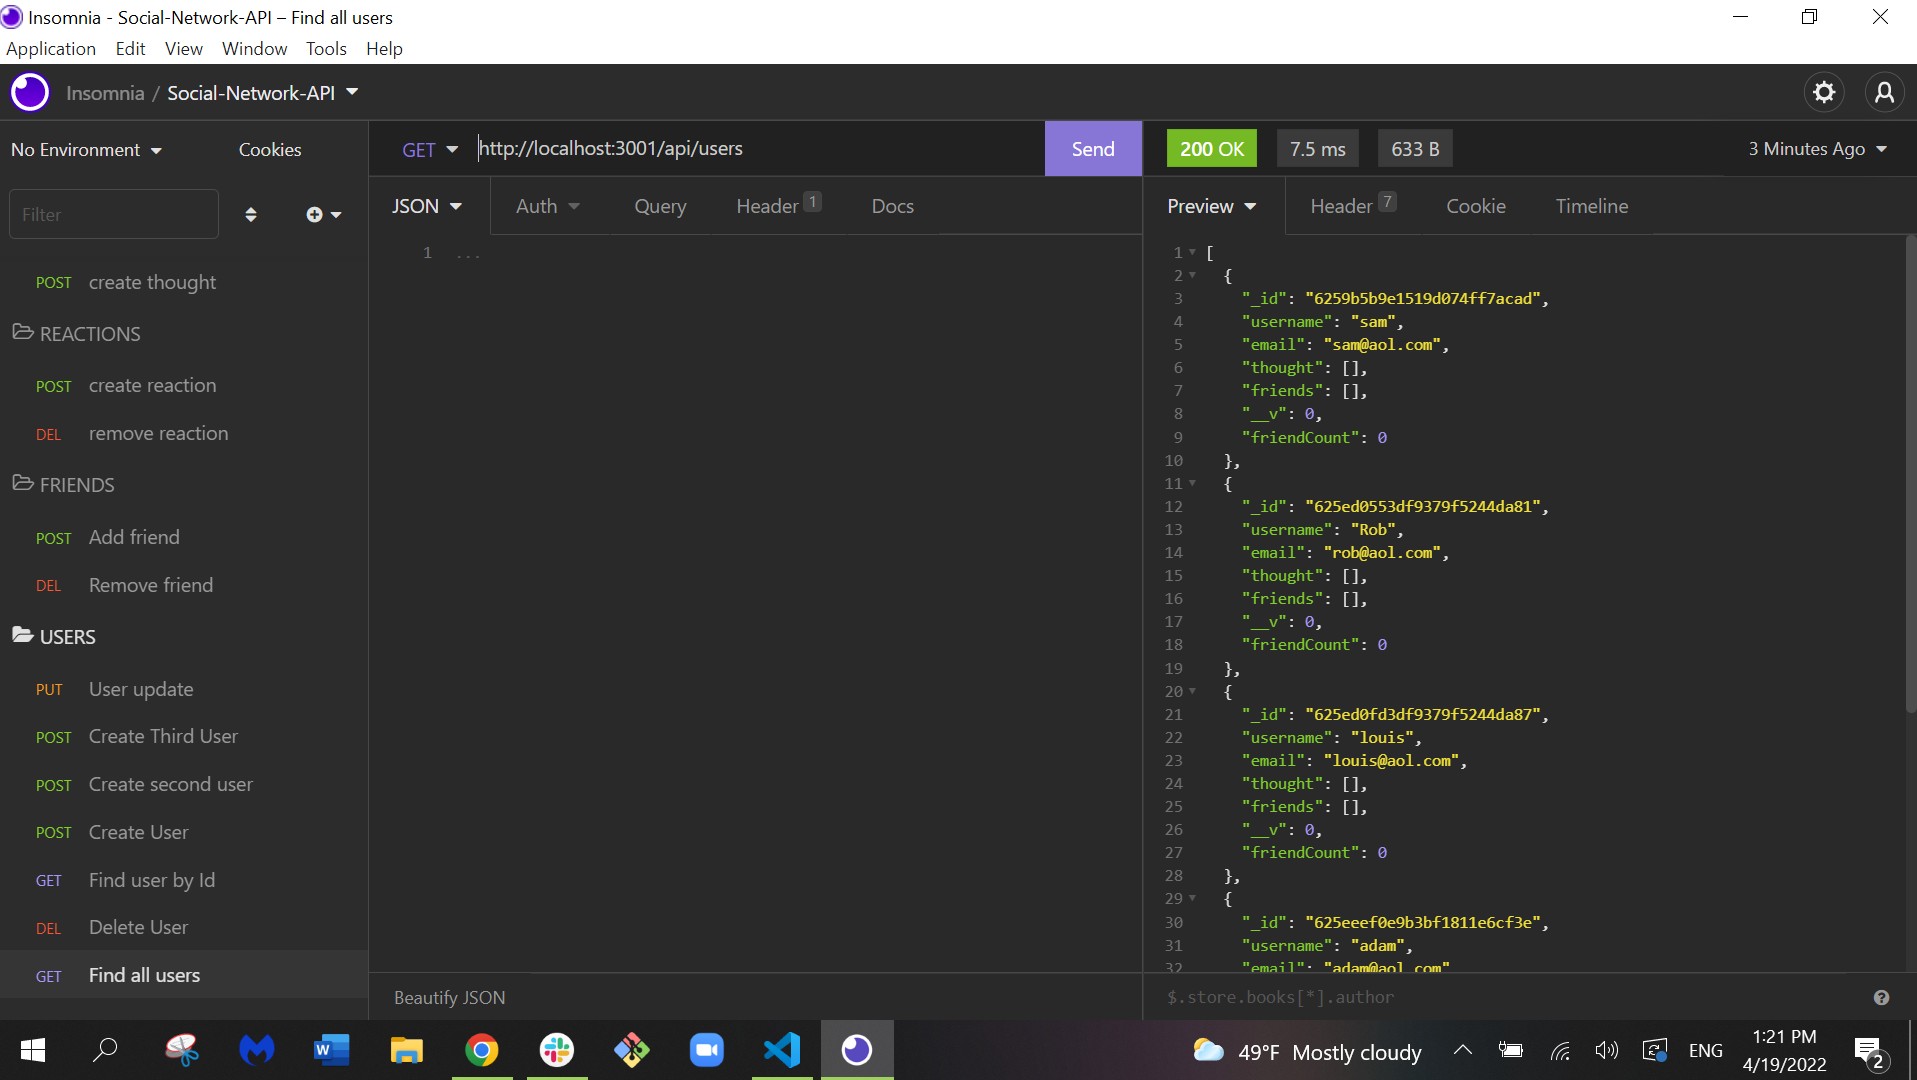 Insomnia - Social-Network-API – Find all users
Application Edit View Window Tools Help
Insomnia / Social-Network-API
No Environment Cookies
GET http://localhost:3001/api/users Send
200 OK 7.5 ms 633 B 3 Minutes Ago
Filter
JSON Auth Query Header 1 Docs
Preview Header 7 Cookie Timeline
POST create thought
REACTIONS
POST create reaction
DEL remove reaction
FRIENDS
POST Add friend
DEL Remove friend
USERS
PUT User update
POST Create Third User
POST Create second user
POST Create User
GET Find user by Id
DEL Delete User
GET Find all users
1 ...
Beautify JSON
1 [
2 {
3 "_id": "6259b5b9e1519d074ff7acad",
4 "username": "sam",
5 "email": "sam@aol.com",
6 "thought": [],
7 "friends": [],
8 "__v": 0,
9 "friendCount": 0
10 },
11 {
12 "_id": "625ed0553df9379f5244da81",
13 "username": "Rob",
14 "email": "rob@aol.com",
15 "thought": [],
16 "friends": [],
17 "__v": 0,
18 "friendCount": 0
19 },
20 {
21 "_id": "625ed0fd3df9379f5244da87",
22 "username": "louis",
23 "email": "louis@aol.com",
24 "thought": [],
25 "friends": [],
26 "__v": 0,
27 "friendCount": 0
28 },
29 {
30 "_id": "625eeef0e9b3bf1811e6cf3e",
31 "username": "adam",
32 "email": "adam@aol.com"
$.store.books[*].author
49°F Mostly cloudy ENG
1:21 PM
4/19/2022
2